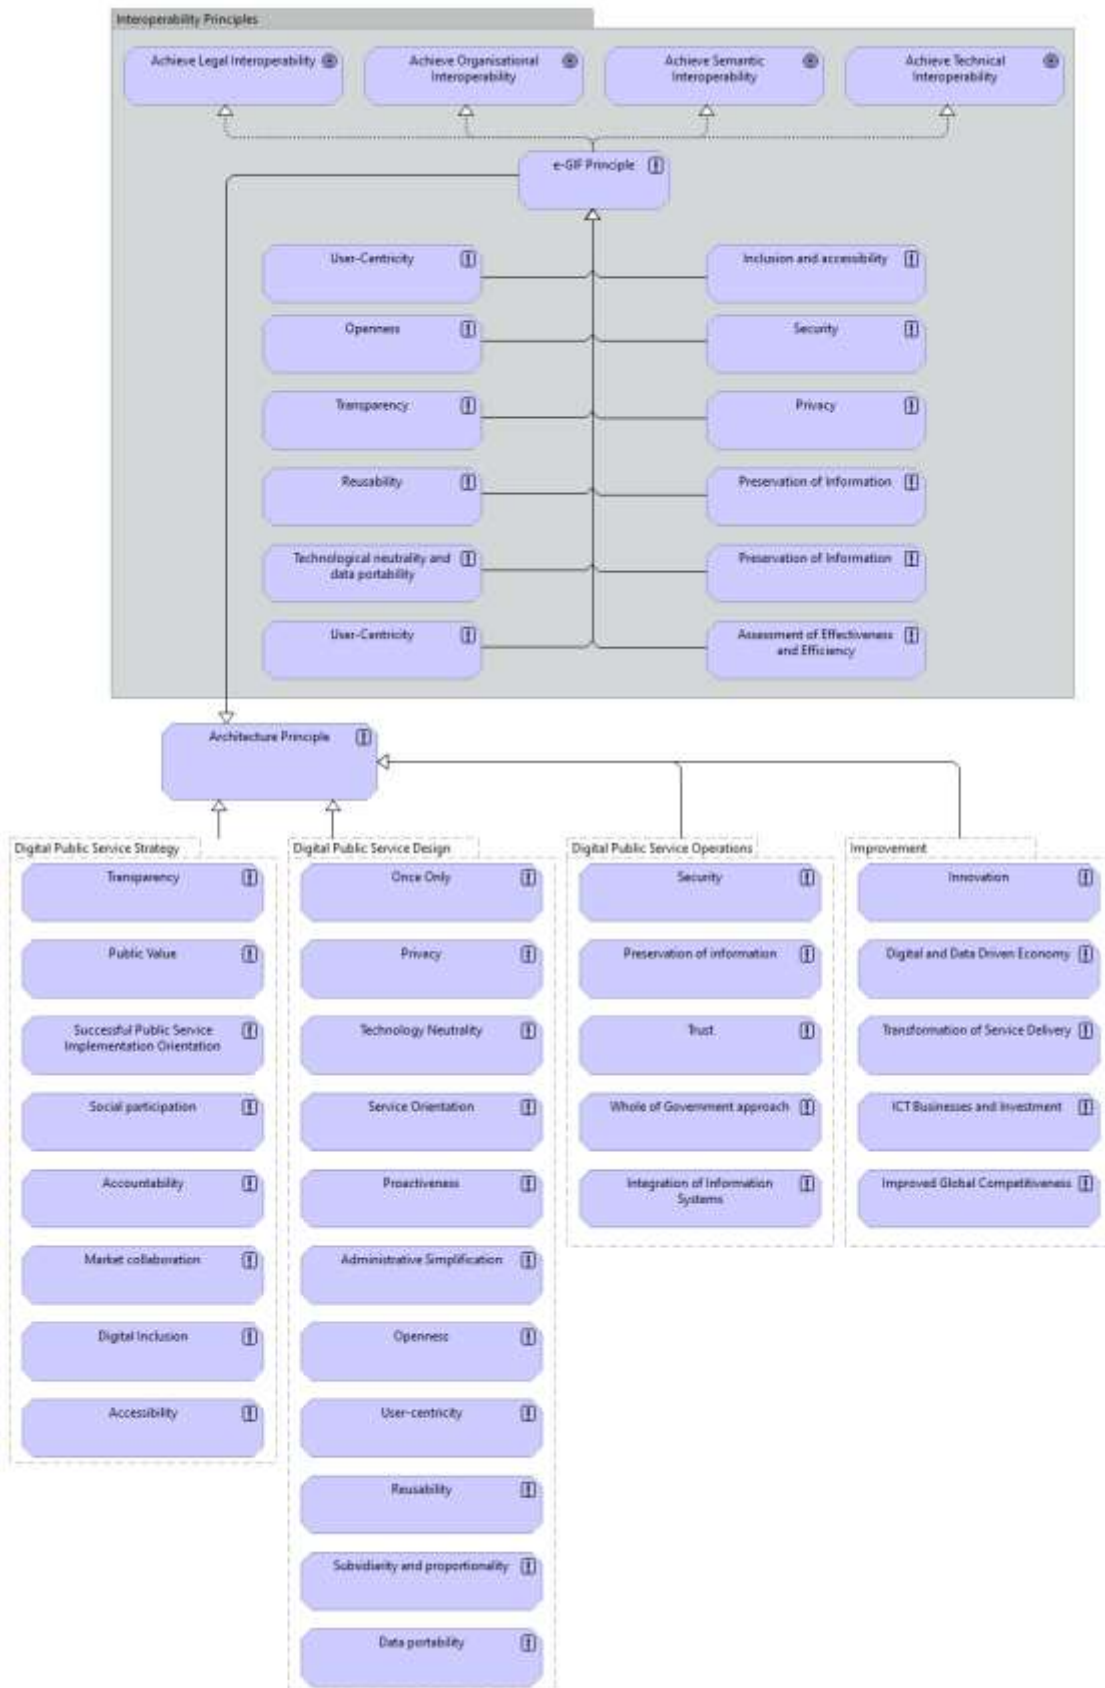 Interoperability Principles
Achieve Legal Interoperability
Achieve Organisational
Interoperability
Achieve Semantic
Interoperability
Achieve Technical
Interoperability
e-GIF Principle
User-Centricity
Inclusion and accessibility
Openness
Security
Transparency
Privacy
Reusability
Preservation of Information
Technological neutrality and
data portability
Preservation of Information
User-Centricity
Assessment of Effectiveness
and Efficiency
Architecture Principle
Digital Public Service Strategy
Transparency
Public Value
Successful Public Service
Implementation Orientation
Social participation
Accountability
Market collaboration
Digital Inclusion
Accessibility
Digital Public Service Design
Once Only
Privacy
Technology Neutrality
Service Orientation
Proactiveness
Administrative Simplification
Openness
User-centricity
Reusability
Subsidiarity and proportionality
Data portability
Digital Public Service Operations
Security
Preservation of information
Trust
Whole of Government approach
Integration of Information
Systems
Improvement
Innovation
Digital and Data Driven Economy
Transformation of Service Delivery
ICT Businesses and Investment
Improved Global Competitiveness